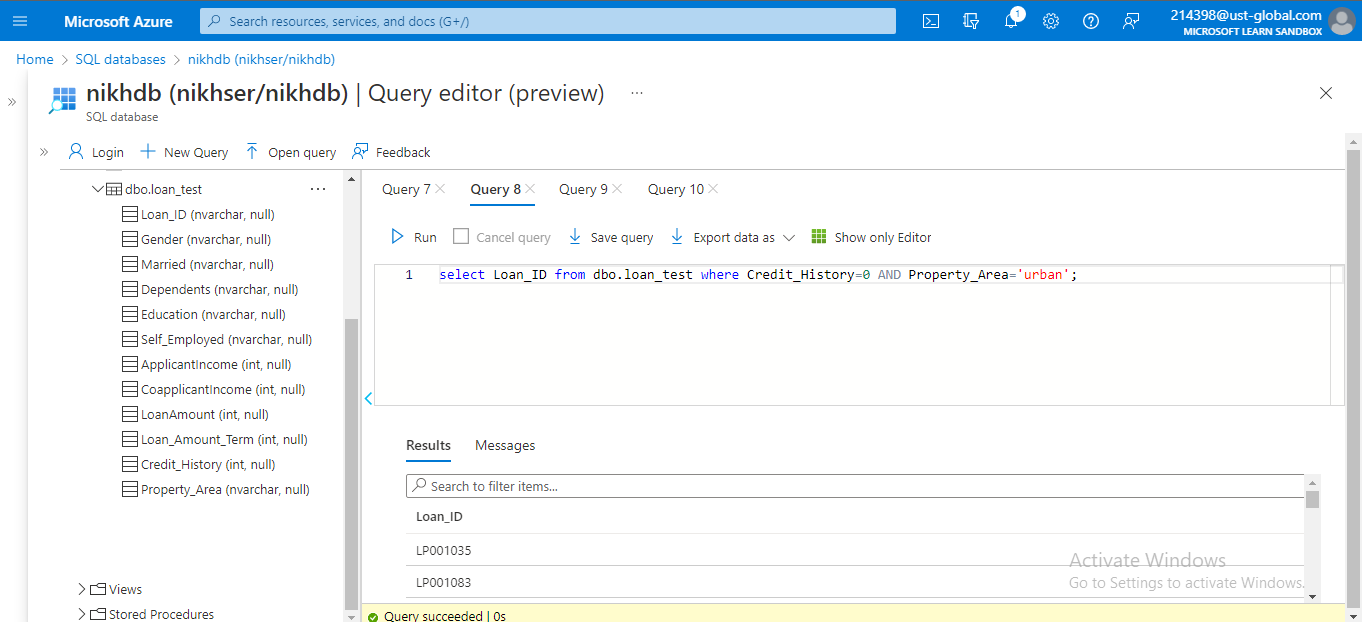 Microsoft Azure
Search resources, services, and docs (G+/)
1
214398@ust-global.com
MICROSOFT LEARN SANDBOX
Home > SQL databases > nikhdb (nikhser/nikhdb)
nikhdb (nikhser/nikhdb) | Query editor (preview) ...
SQL database
Login New Query Open query Feedback
dbo.loan_test ...
Loan_ID (nvarchar, null)
Gender (nvarchar, null)
Married (nvarchar, null)
Dependents (nvarchar, null)
Education (nvarchar, null)
Self_Employed (nvarchar, null)
ApplicantIncome (int, null)
CoapplicantIncome (int, null)
LoanAmount (int, null)
Loan_Amount_Term (int, null)
Credit_History (int, null)
Property_Area (nvarchar, null)
Views
Stored Procedures
Query 7 Query 8 Query 9 Query 10
Run Cancel query Save query Export data as Show only Editor
1 select Loan_ID from dbo.loan_test where Credit_History=0 AND Property_Area='urban';
Results Messages
Search to filter items...
Loan_ID
LP001035
LP001083
Activate Windows
Go to Settings to activate Windows.
Query succeeded | 0s